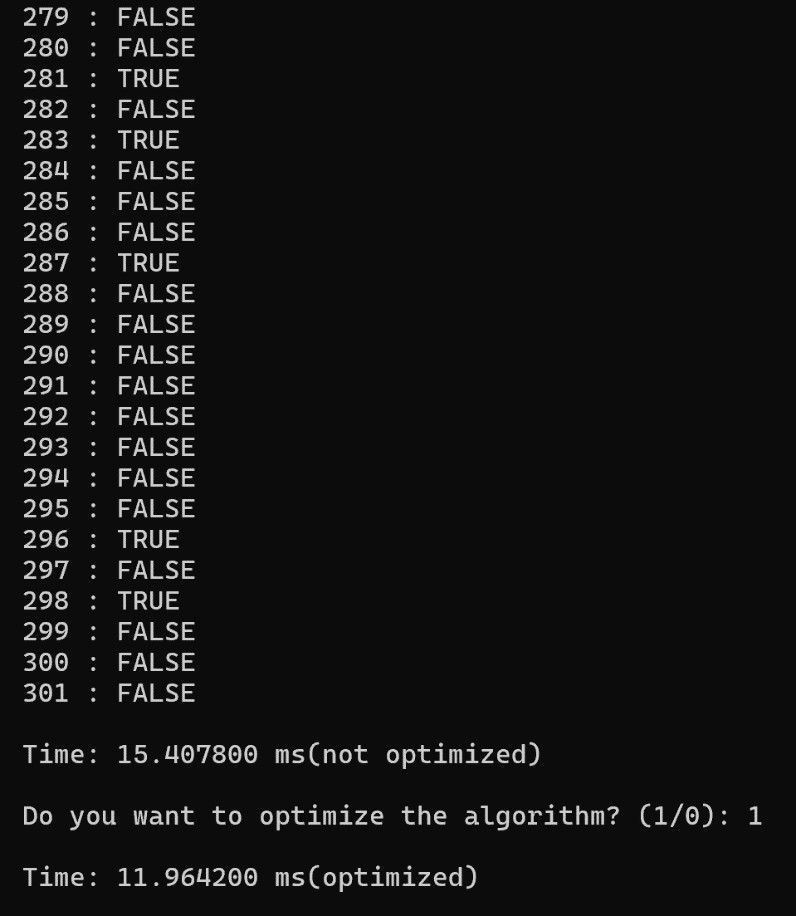 279 : FALSE
280 : FALSE
281 : TRUE
282 : FALSE
283 : TRUE
284 : FALSE
285 : FALSE
286 : FALSE
287 : TRUE
288 : FALSE
289 : FALSE
290 : FALSE
291 : FALSE
292 : FALSE
293 : FALSE
294 : FALSE
295 : FALSE
296 : TRUE
297 : FALSE
298 : TRUE
299 : FALSE
300 : FALSE
301 : FALSE
Time: 15.407800 ms(not optimized)
Do you want to optimize the algorithm? (1/0): 1
Time: 11.964200 ms(optimized)